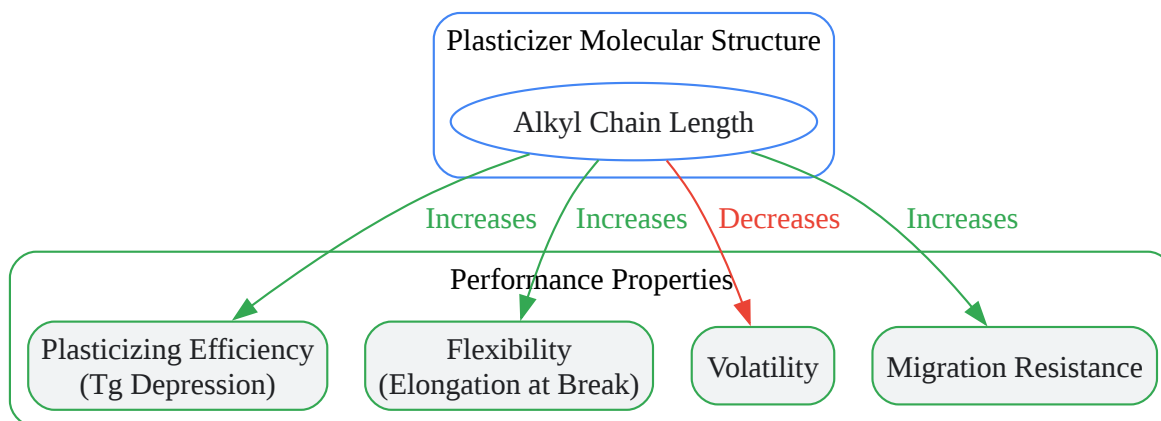 Plasticizer Molecular Structure
Alkyl Chain Length
Increases
Increases
Decreases
Increases
Performance Properties
Plasticizing Efficiency
(Tg Depression)
Flexibility
(Elongation at Break)
Volatility
Migration Resistance